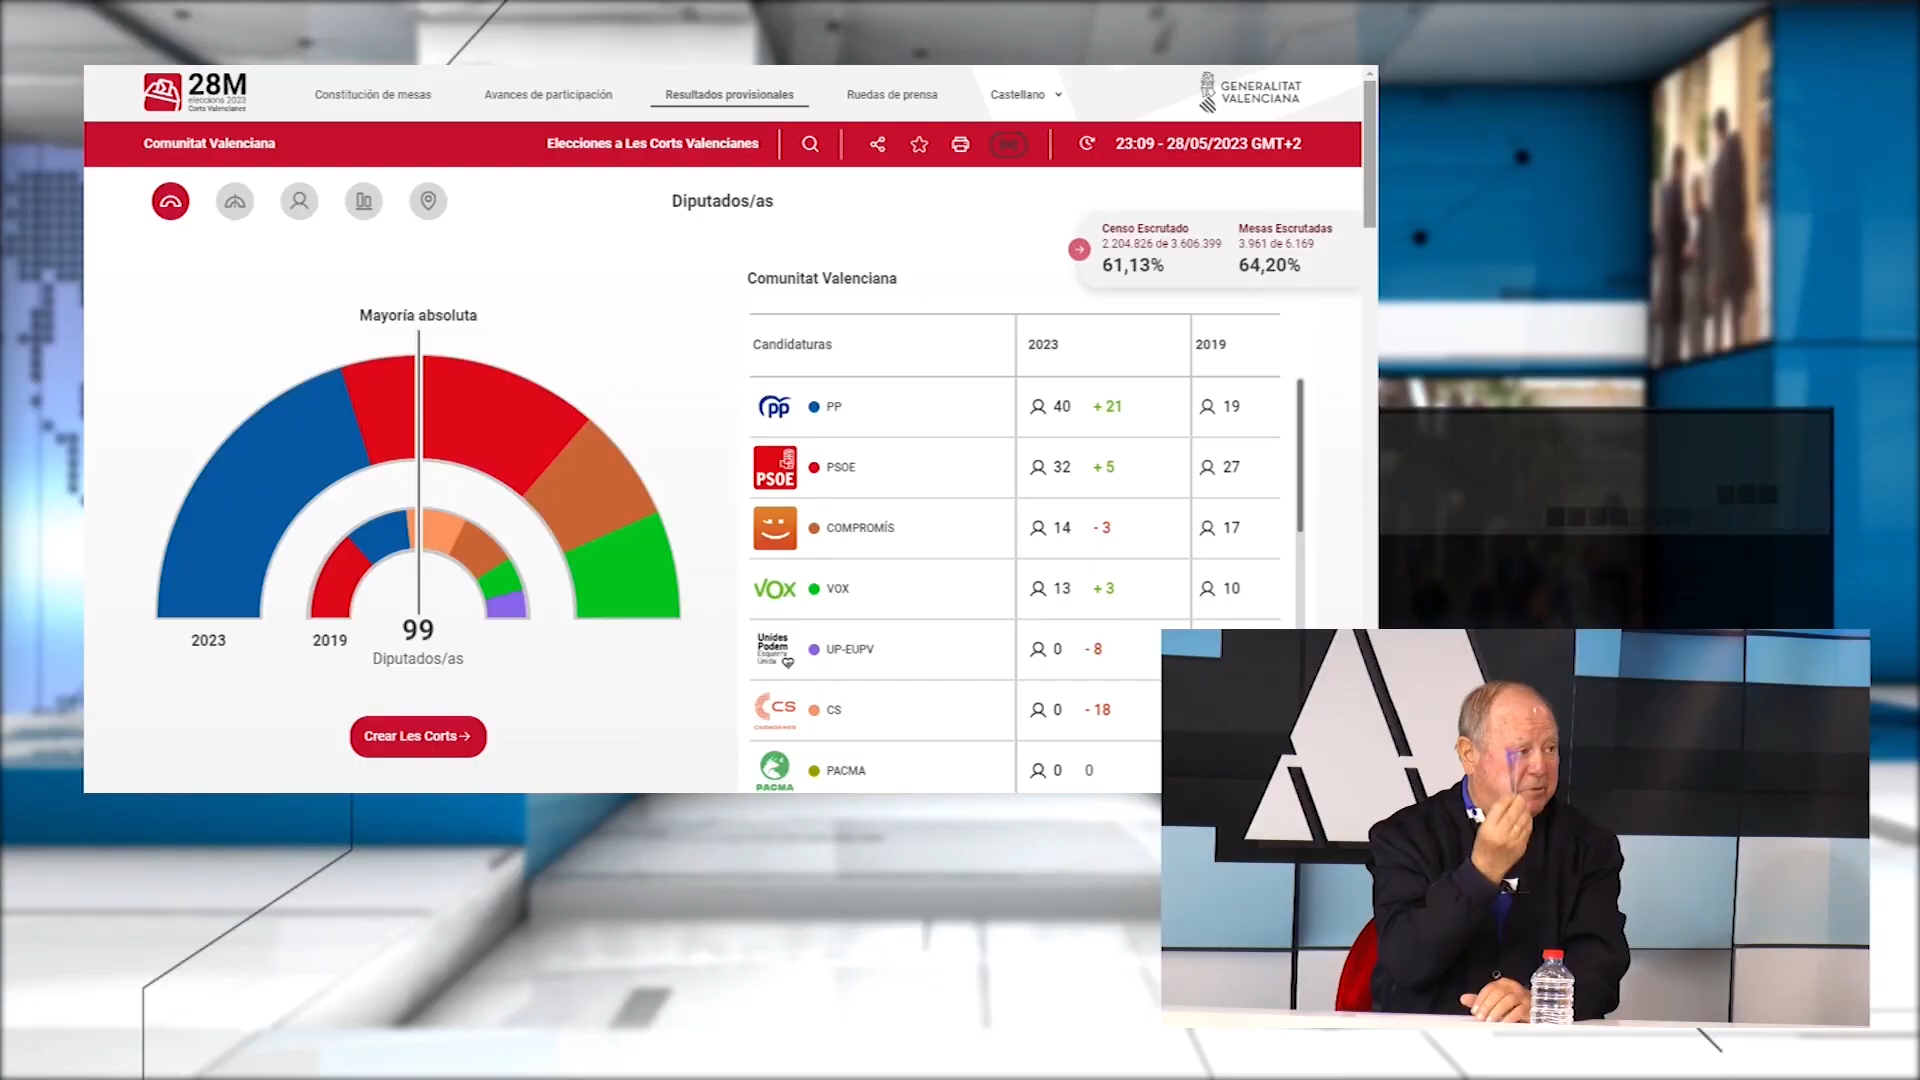 28M
eleccions 2023
Corts Valencianes
Constitución de mesas
Avances de participación
Resultados provisionales
Ruedas de prensa
Castellano
GENERALITAT
VALENCIANA
Comunitat Valenciana
Elecciones a Les Corts Valencianes
23:09 - 28/05/2023 GMT+2
Diputados/as
Censo Escrutado
2.204.826 de 3.606.399
61,13%
Mesas Escrutadas
3.961 de 6.169
64,20%
Mayoría absoluta
2023
2019
99
Diputados/as
Crear Les Corts
Comunitat Valenciana
Candidaturas 2023 2019
PP PP 40 + 21 19
PSOE PSOE 32 + 5 27
COMPROMÍS 14 - 3 17
VOX VOX 13 + 3 10
Unides
Podem
Esquerra
Unida
UP-EUPV 0 - 8
CS
CIUDADANOS
CS 0 - 18
PACMA
PACMA 0 0